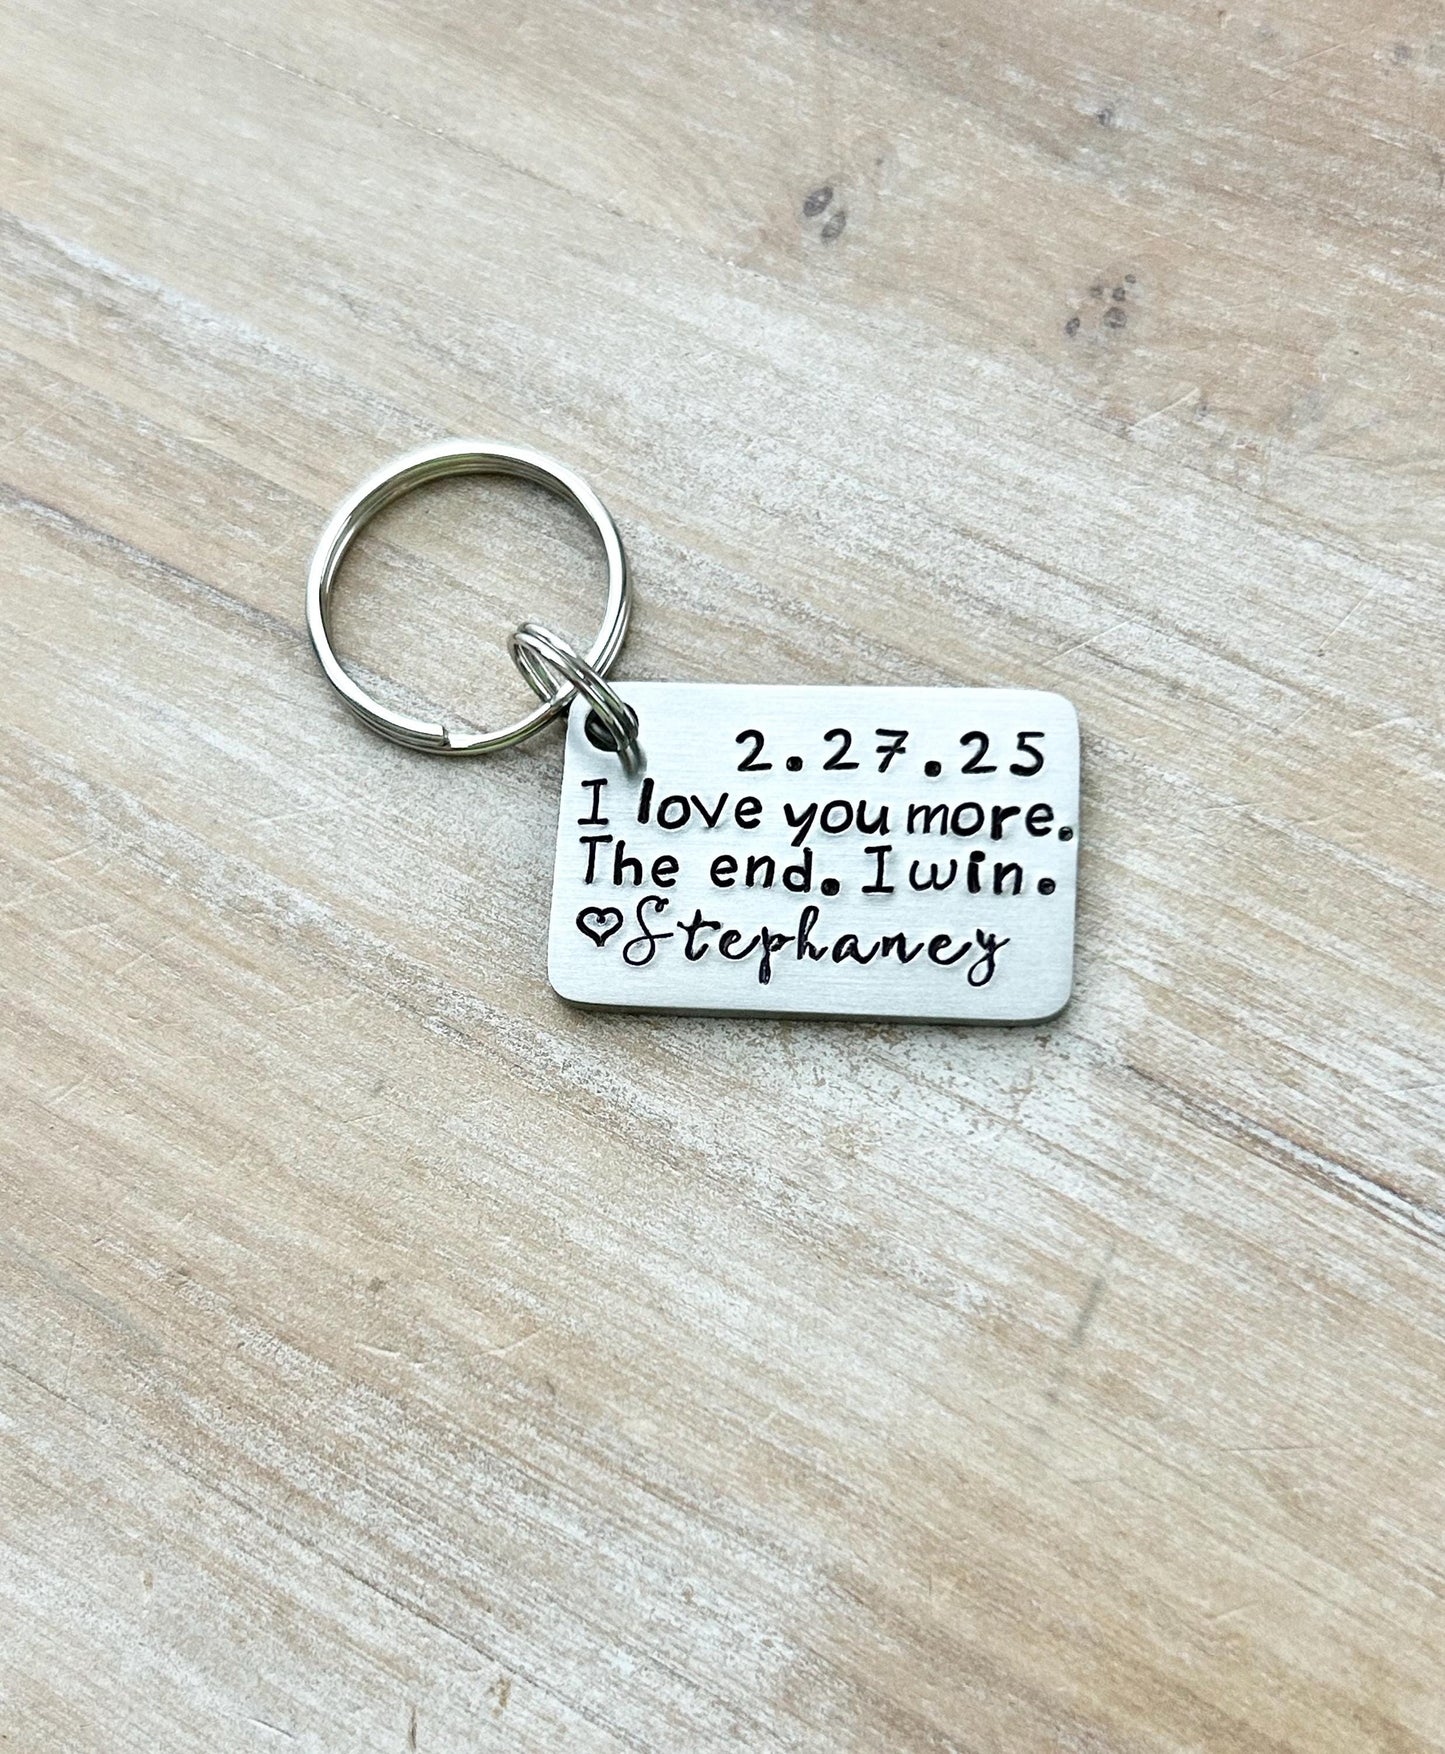 2.27.25
I love you more.
The end. I win.
♡Stephaney